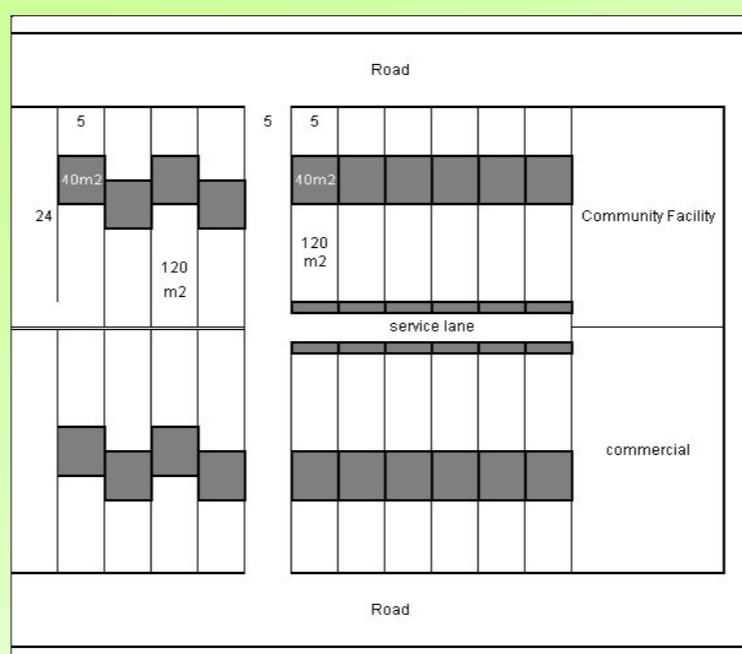 Road
5
5
5
40m2
40m2
24
Community Facility
120
m2
120
m2
service lane
commercial
Road